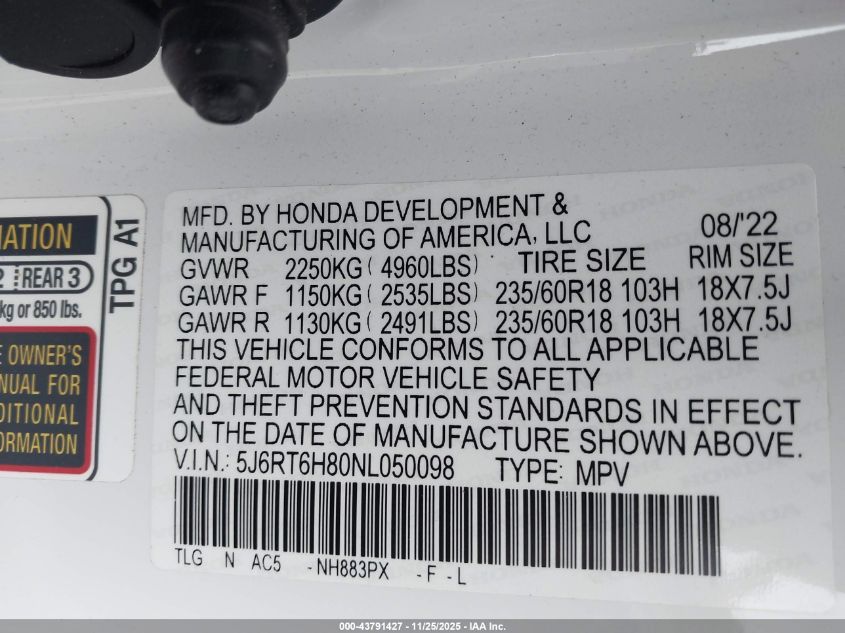 MFD. BY HONDA DEVELOPMENT &
MANUFACTURING OF AMERICA, LLC 08/'22
GVWR 2250KG ( 4960LBS) TIRE SIZE RIM SIZE
GAWR F 1150KG ( 2535LBS) 235/60R18 103H 18X7.5J
GAWR R 1130KG ( 2491LBS) 235/60R18 103H 18X7.5J
THIS VEHICLE CONFORMS TO ALL APPLICABLE
FEDERAL MOTOR VEHICLE SAFETY
AND THEFT PREVENTION STANDARDS IN EFFECT
ON THE DATE OF MANUFACTURE SHOWN ABOVE.
V.I.N.: 5J6RT6H80NL050098 TYPE: MPV
TLG N AC5 -NH883PX -F-L
MATION
2 REAR 3
kg or 850 lbs.
E OWNER'S
NUAL FOR
DITIONAL
ORMATION
TPG A1
000-43791427 - 11/25/2025 - IAA Inc.